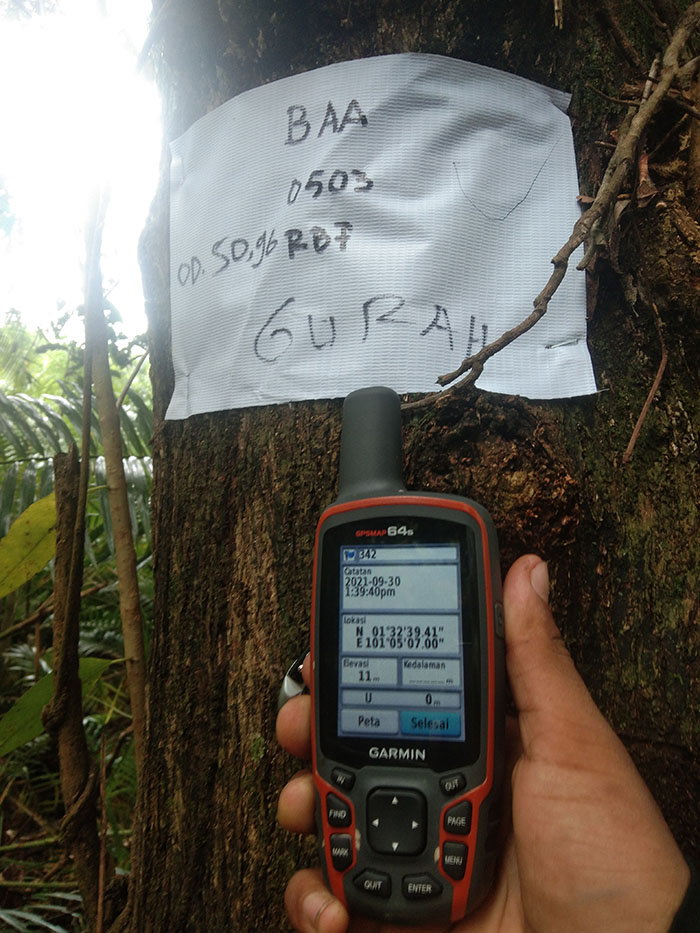 BAA
0503
OD. 50,96 RB7
GURAH
GPSMAP 64s
342
Catatan
2021-09-30
1:39:40pm
Lokasi
N 01°32'39.41"
E 101°05'07.00"
Elevasi Kedalaman
11 m _____ m
U 0 m
Peta Selesai
GARMIN
IN OUT
FIND PAGE
MARK MENU
QUIT ENTER